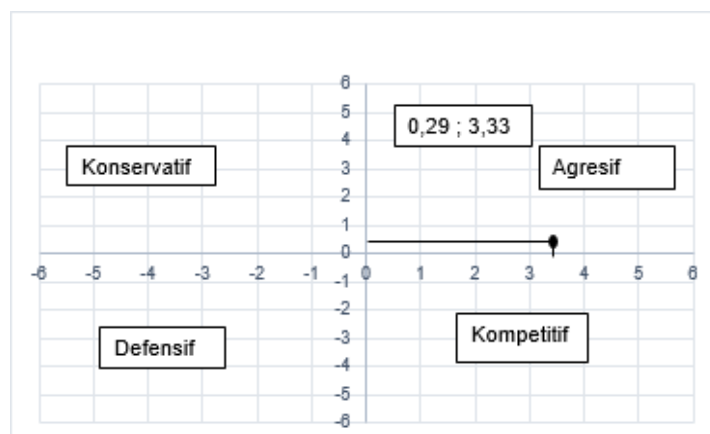 6
5
0,29 ; 3,33
4
Konservatif
3
Agresif
2
1
0
-6 -5 -4 -3 -2 -1 0 1 2 3 4 5 6
-1
-2
Defensif
-3
Kompetitif
-4
-5
-6